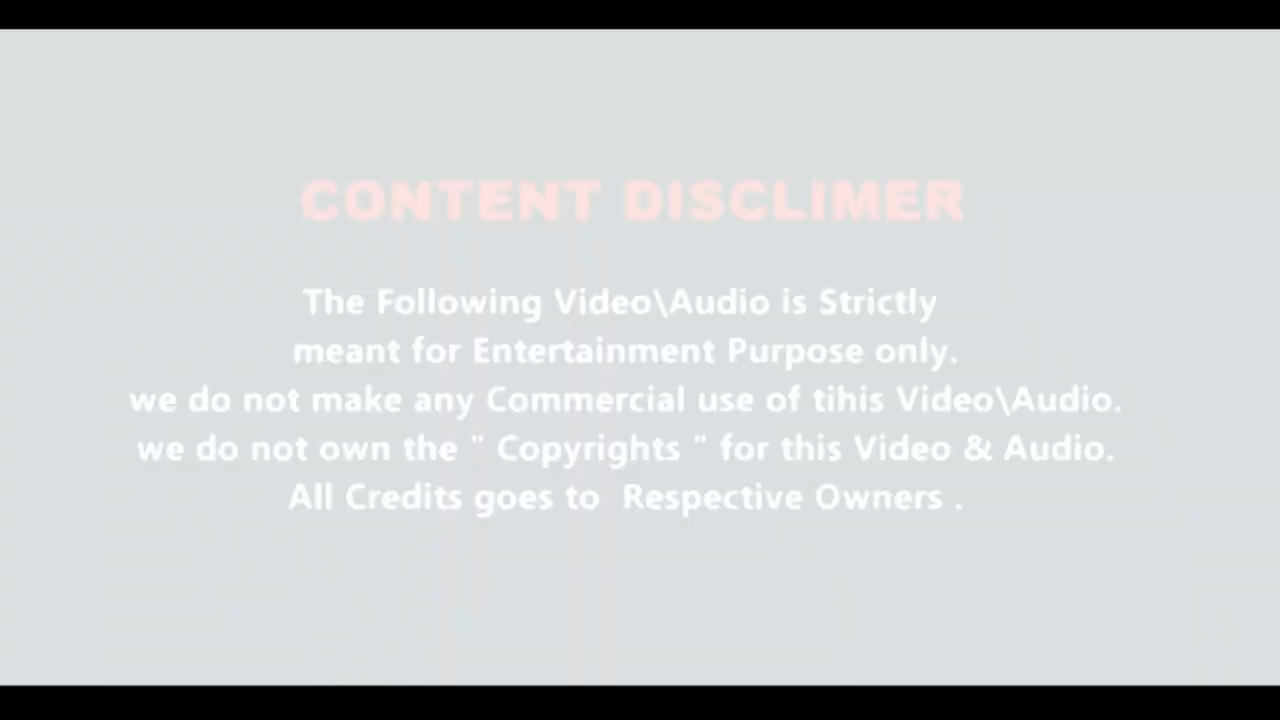 CONTENT DISCLIMER
The Following Video\Audio is Strictly
meant for Entertainment Purpose only.
we do not make any Commercial use of tihis Video\Audio.
we do not own the " Copyrights " for this Video & Audio.
All Credits goes to  Respective Owners .